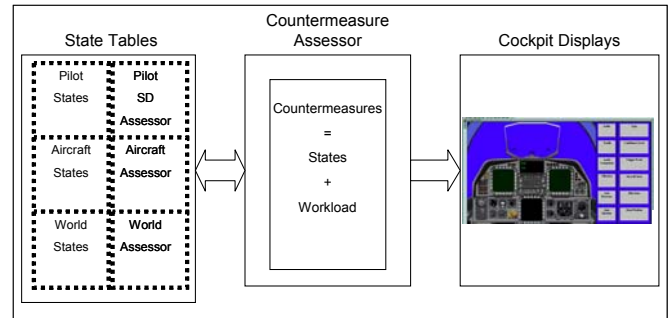 State Tables
Pilot
States
Pilot
SD
Assessor
Aircraft
States
Aircraft
Assessor
World
States
World
Assessor
Countermeasure
Assessor
Countermeasures
=
States
+
Workload
Cockpit Displays